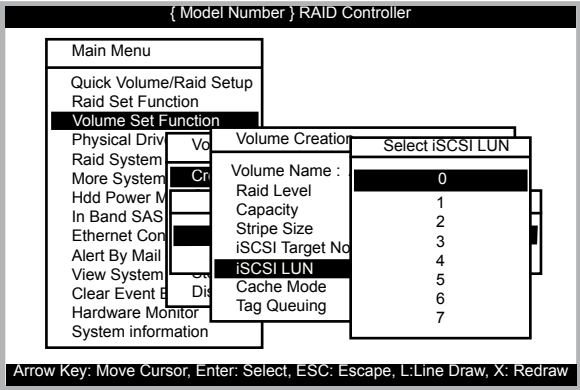 { Model Number } RAID Controller
Main Menu
Quick Volume/Raid Setup
Raid Set Function
Volume Set Function
Physical Driv
Raid System
More System
Hdd Power M
In Band SAS
Ethernet Con
Alert By Mail
View System
Clear Event E
Hardware Monitor
System information
Vo
Cr
Dis
Volume Creation
Volume Name :
Raid Level
Capacity
Stripe Size
iSCSI Target No
iSCSI LUN
Cache Mode
Tag Queuing
Select iSCSI LUN
0
1
2
3
4
5
6
7
Arrow Key: Move Cursor, Enter: Select, ESC: Escape, L:Line Draw, X: Redraw